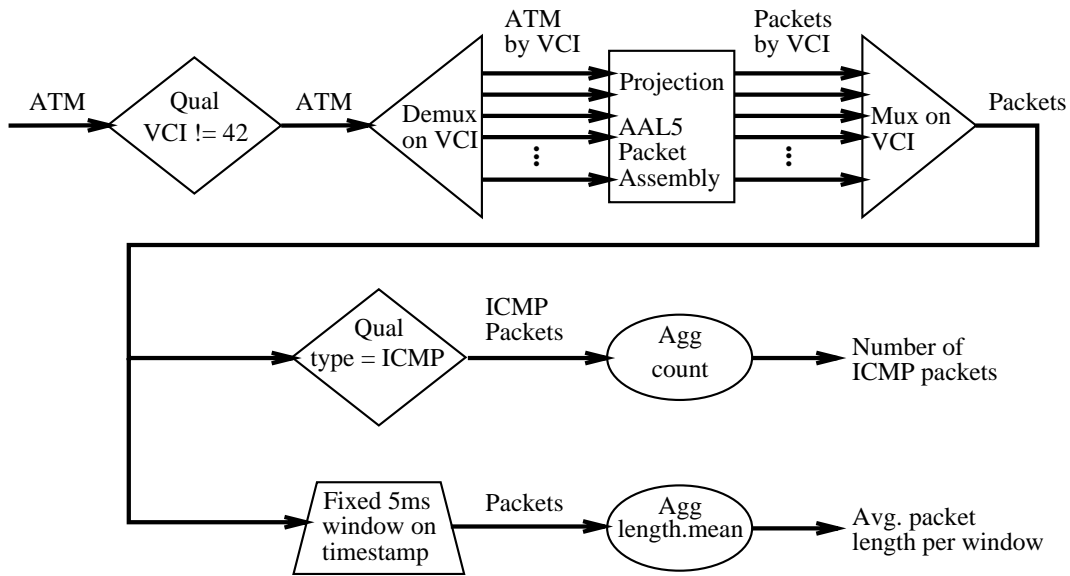 ATM
Qual
VCI != 42
ATM
Demux
on VCI
ATM
by VCI
Projection
AAL5
Packet
Assembly
Packets
by VCI
Mux on
VCI
Packets
Qual
type = ICMP
ICMP
Packets
Agg
count
Number of
ICMP packets
Fixed 5ms
window on
timestamp
Packets
Agg
length.mean
Avg. packet
length per window